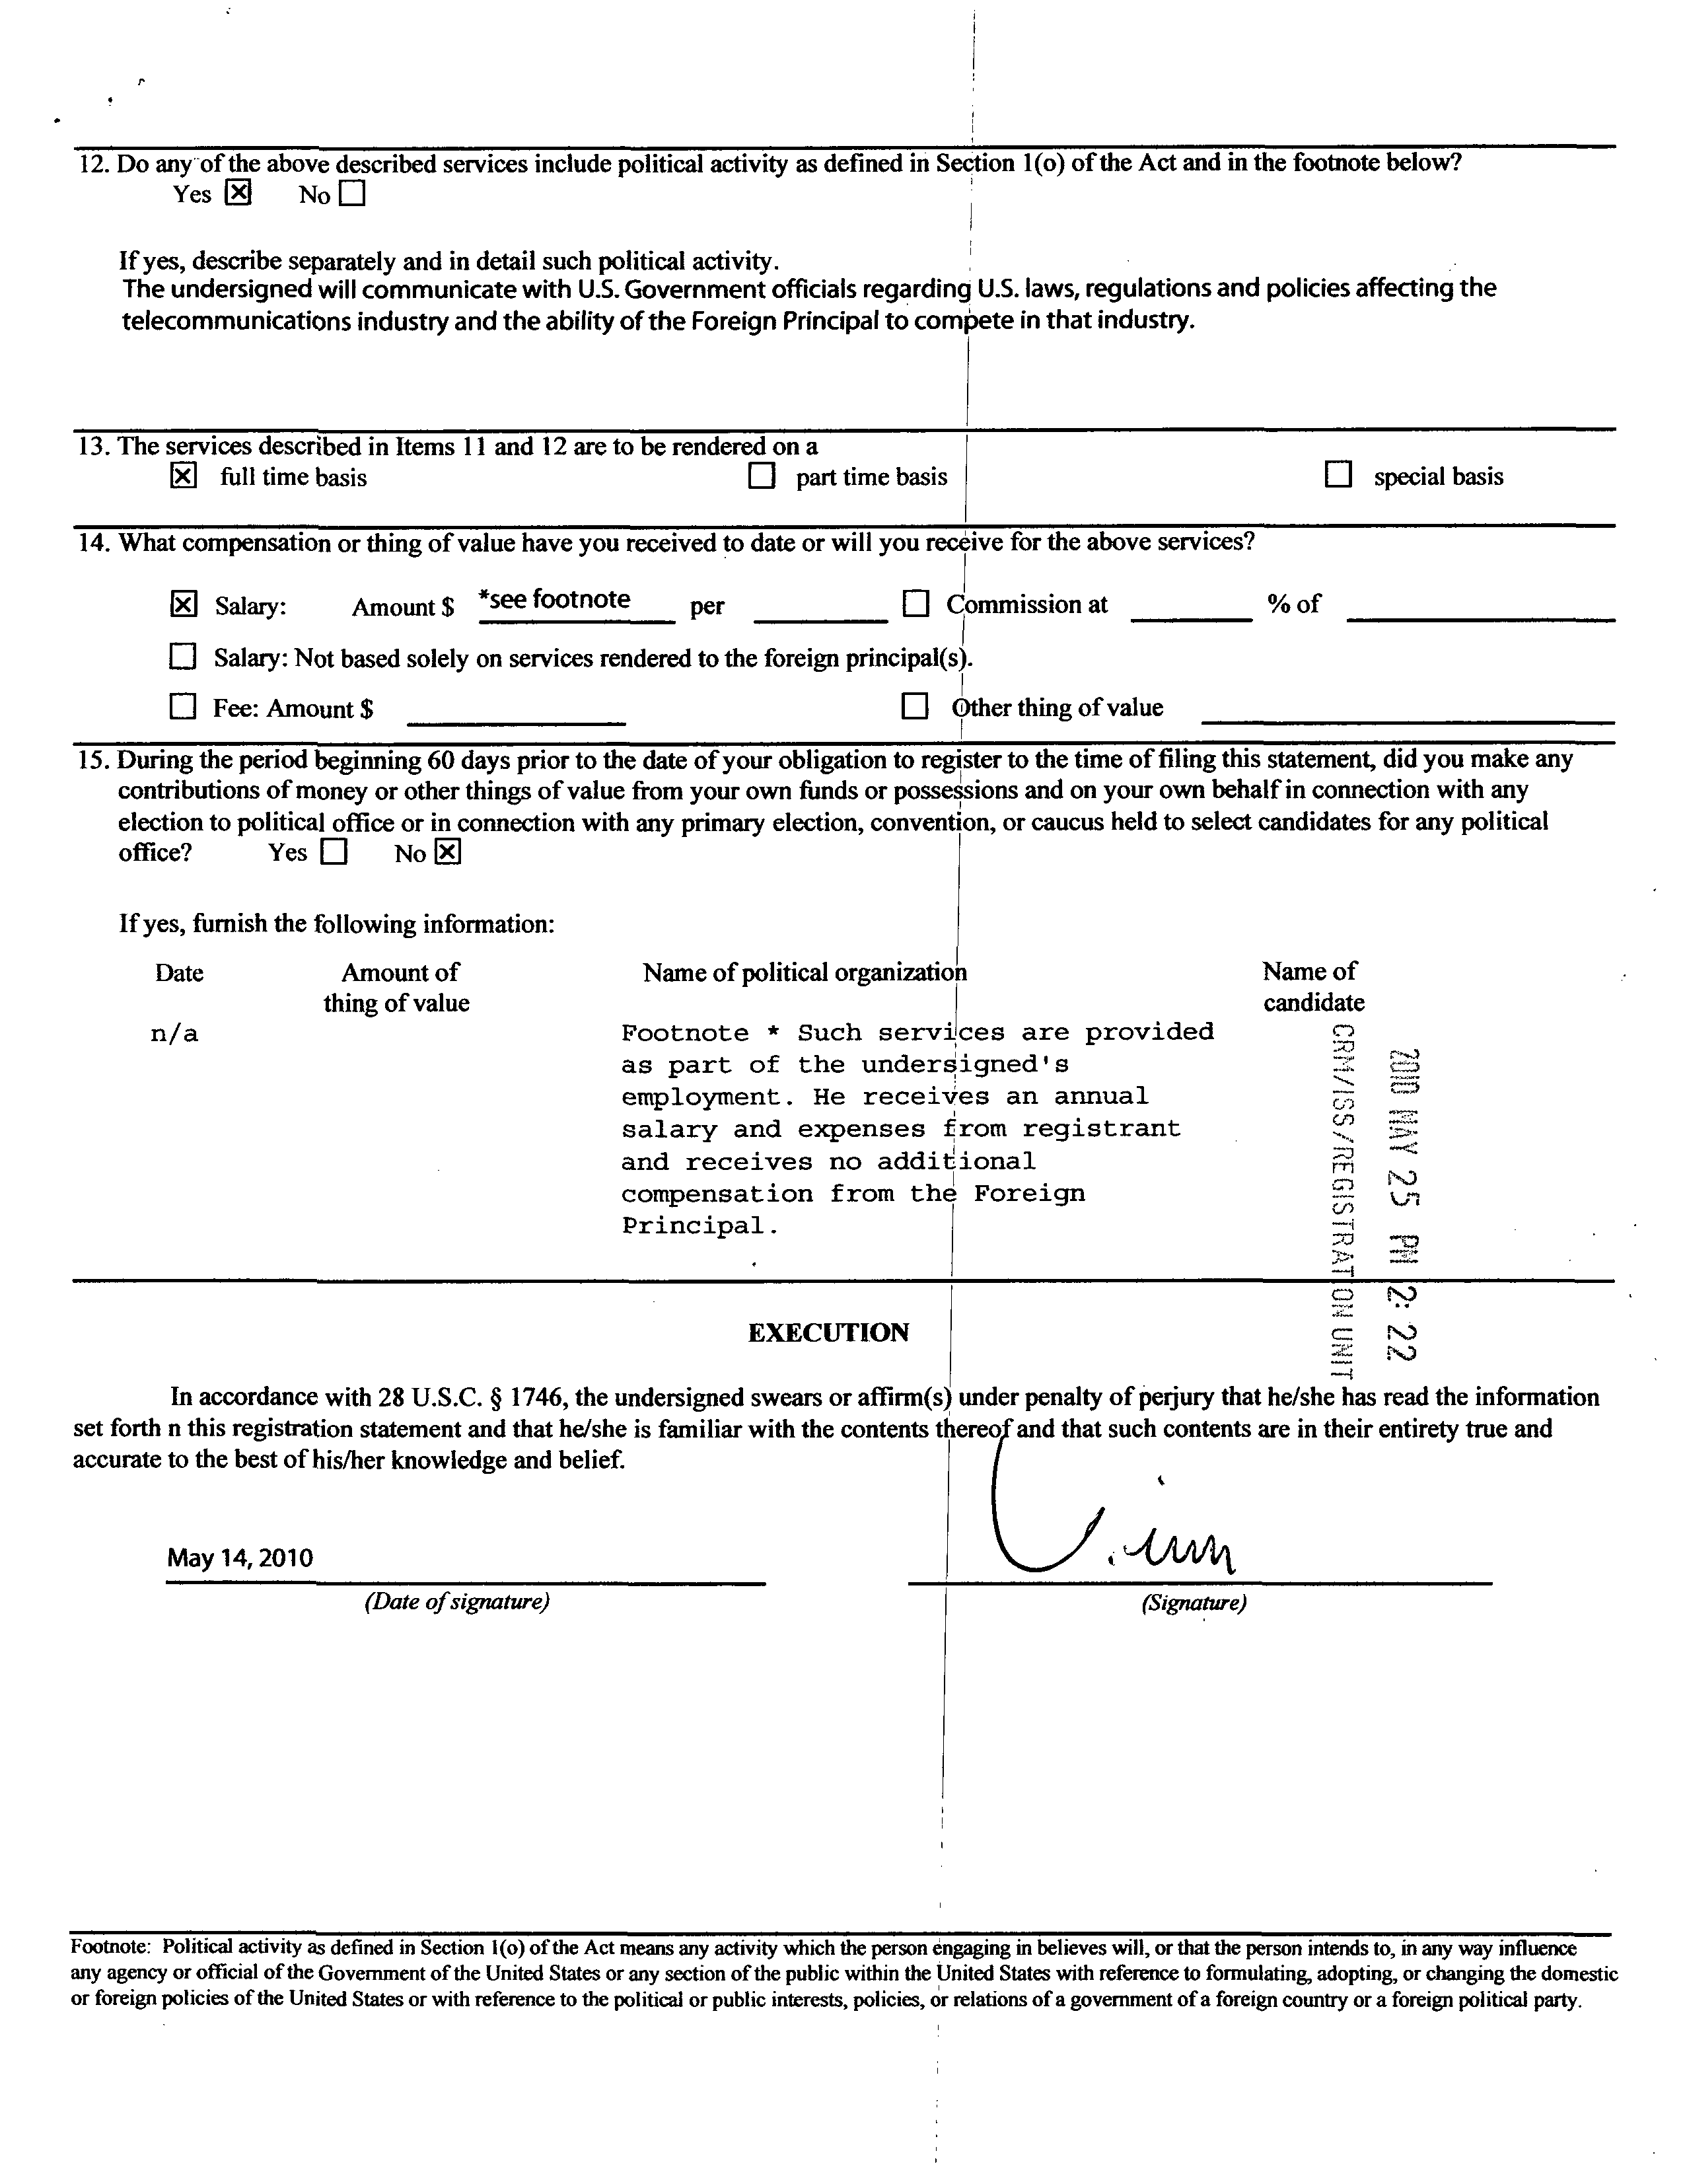 12. Do any of the above described services include political activity as defined in Section 1(o) of the Act and in the footnote below?
Yes ☒ No ☐
If yes, describe separately and in detail such political activity.
The undersigned will communicate with U.S. Government officials regarding U.S. laws, regulations and policies affecting the
telecommunications industry and the ability of the Foreign Principal to compete in that industry.
13. The services described in Items 11 and 12 are to be rendered on a
☒ full time basis ☐ part time basis ☐ special basis
14. What compensation or thing of value have you received to date or will you receive for the above services?
☒ Salary: Amount $ *see footnote per ☐ Commission at % of
☐ Salary: Not based solely on services rendered to the foreign principal(s).
☐ Fee: Amount $ ☐ Other thing of value
15. During the period beginning 60 days prior to the date of your obligation to register to the time of filing this statement, did you make any
contributions of money or other things of value from your own funds or possessions and on your own behalf in connection with any
election to political office or in connection with any primary election, convention, or caucus held to select candidates for any political
office? Yes ☐ No ☒
If yes, furnish the following information:
Date Amount of Name of political organization Name of
thing of value candidate
n/a Footnote * Such services are provided
as part of the undersigned's
employment. He receives an annual
salary and expenses from registrant
and receives no additional
compensation from the Foreign
Principal.
2010 MAY 25 PM 2: 22
CRM/ISS/REGISTRATION UNIT
EXECUTION
In accordance with 28 U.S.C. § 1746, the undersigned swears or affirm(s) under penalty of perjury that he/she has read the information
set forth n this registration statement and that he/she is familiar with the contents thereof and that such contents are in their entirety true and
accurate to the best of his/her knowledge and belief.
May 14, 2010
(Date of signature) (Signature)
Footnote: Political activity as defined in Section 1(o) of the Act means any activity which the person engaging in believes will, or that the person intends to, in any way influence
any agency or official of the Government of the United States or any section of the public within the United States with reference to formulating, adopting, or changing the domestic
or foreign policies of the United States or with reference to the political or public interests, policies, or relations of a government of a foreign country or a foreign political party.